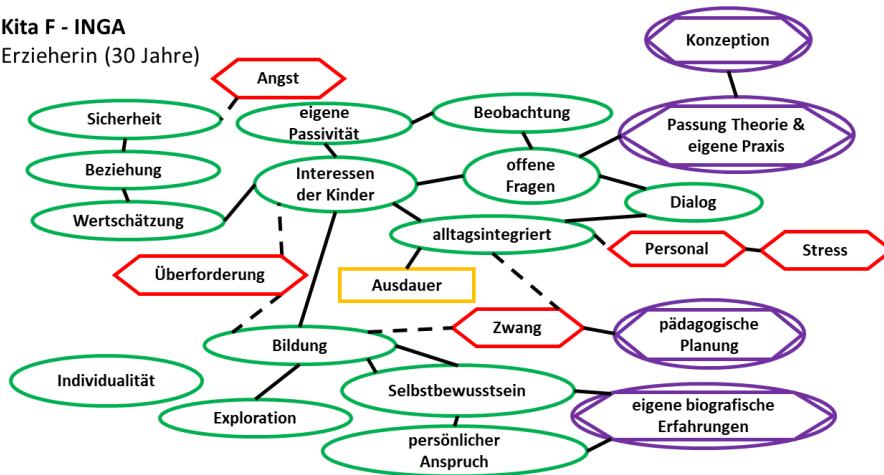 Kita F - INGA
Erzieherin (30 Jahre)
Konzeption
Angst
Sicherheit
eigene
Passivität
Beobachtung
Passung Theorie &
eigene Praxis
Beziehung
Interessen
der Kinder
offene
Fragen
Wertschätzung
Dialog
alltagsintegriert
Personal
Stress
Überforderung
Ausdauer
Bildung
Zwang
pädagogische
Planung
Individualität
Selbstbewusstsein
Exploration
eigene biografische
Erfahrungen
persönlicher
Anspruch